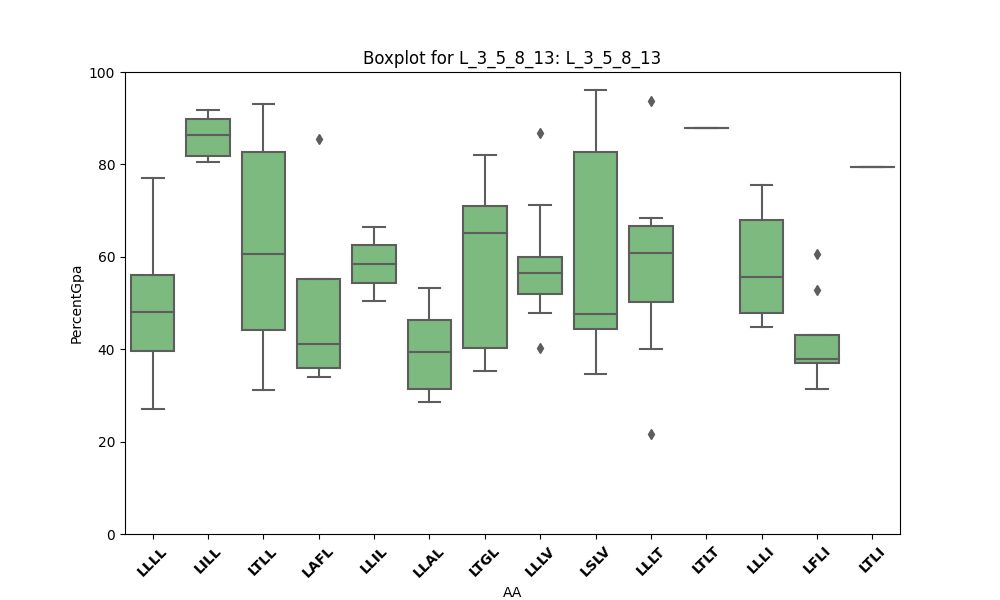 Boxplot for L_3_5_8_13: L_3_5_8_13
100
80
60
40
20
0
PercentGpa
LLLL LILL LTLL LAFL LLIL LLAL LTGL LLLV LSLV LLLT LTLT LLLI LFLI LTLI
AA